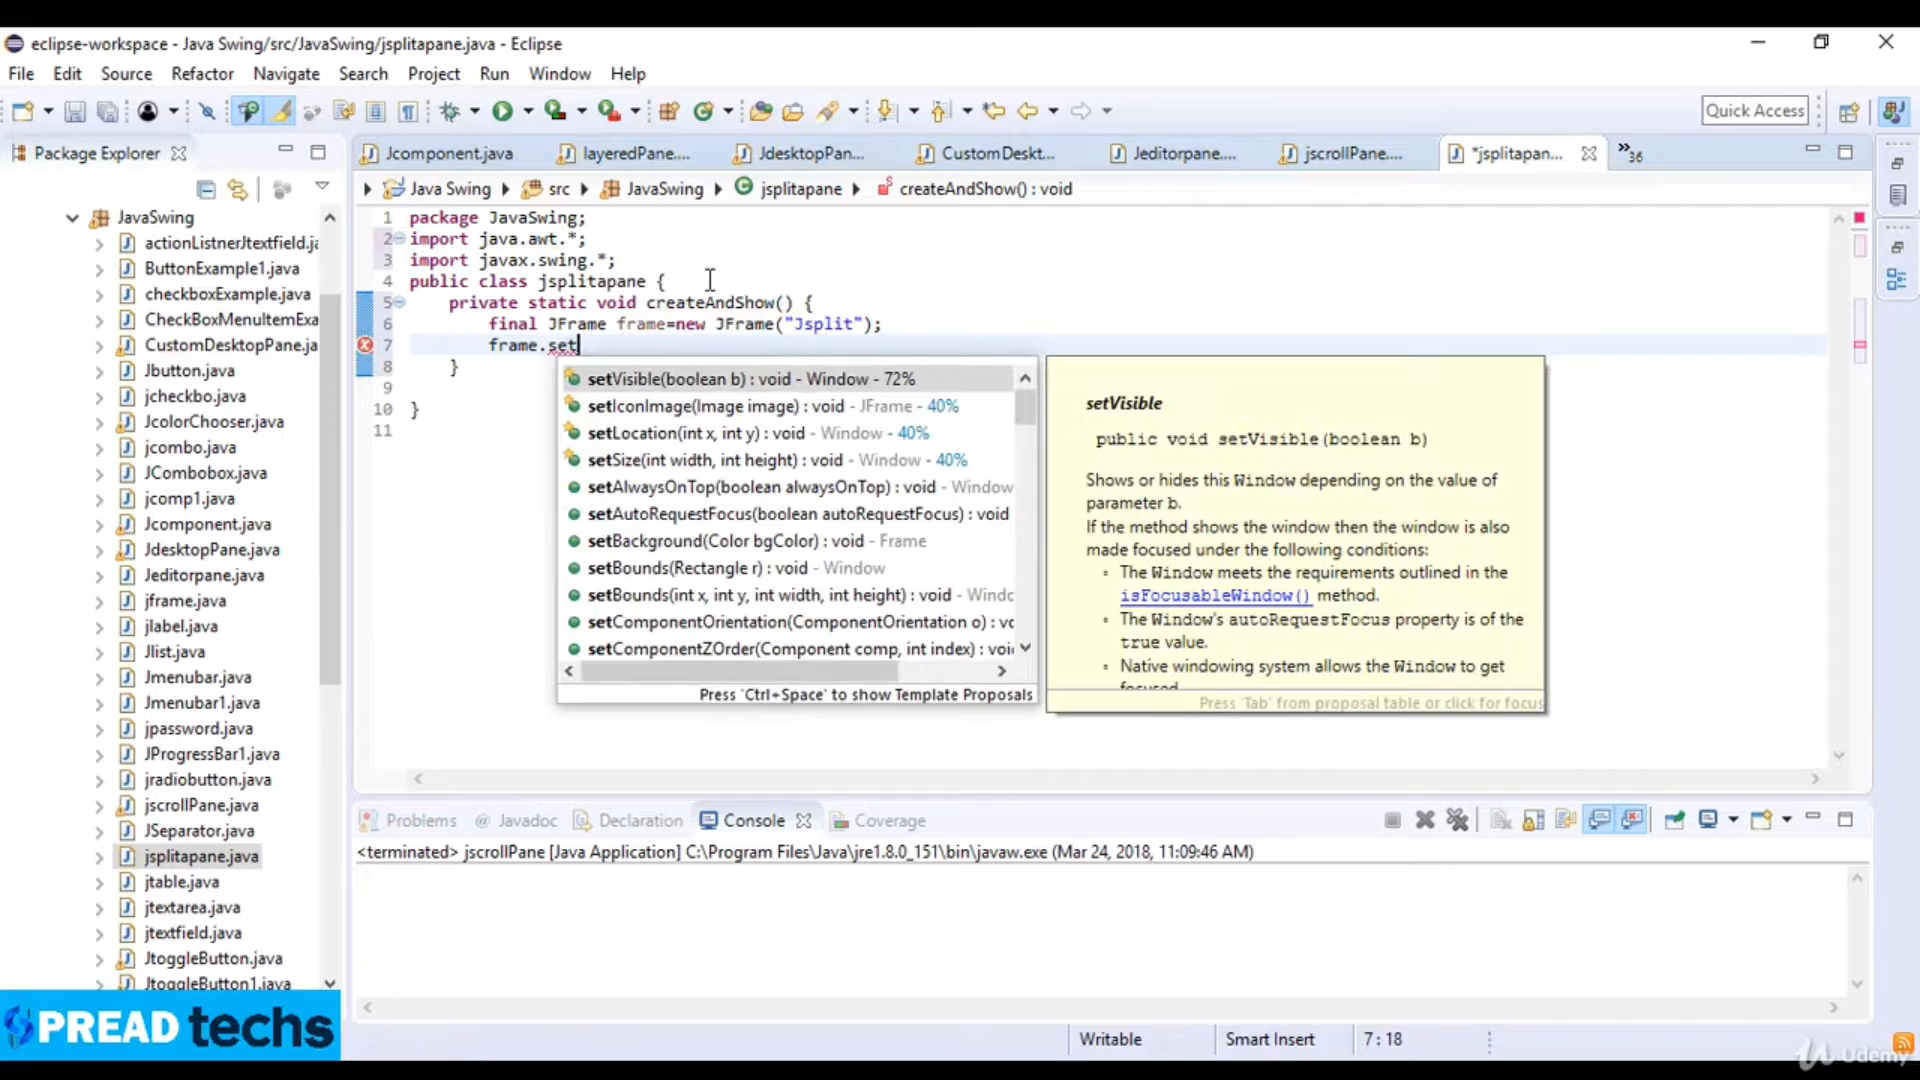 eclipse-workspace - Java Swing/src/JavaSwing/jsplitapane.java - Eclipse
File Edit Source Refactor Navigate Search Project Run Window Help
Quick Access
Package Explorer
Jcomponent.java layeredPane.... JdesktopPan... CustomDeskt... Jeditorpane.... jscrollPane.... *jsplitapan... »36
Java Swing src JavaSwing jsplitapane createAndShow() : void
JavaSwing
actionListnerJtextfield.ja
ButtonExample1.java
checkboxExample.java
CheckBoxMenuItemExa
CustomDesktopPane.ja
Jbutton.java
jcheckbo.java
JcolorChooser.java
jcombo.java
JCombobox.java
jcomp1.java
Jcomponent.java
JdesktopPane.java
Jeditorpane.java
jframe.java
jlabel.java
Jlist.java
Jmenubar.java
Jmenubar1.java
jpassword.java
JProgressBar1.java
jradiobutton.java
jscrollPane.java
JSeparator.java
jsplitapane.java
jtable.java
jtextarea.java
jtextfield.java
JtoggleButton.java
JtoggleButton1.java
1 package JavaSwing;
2 import java.awt.*;
3 import javax.swing.*;
4 public class jsplitapane {
5 private static void createAndShow() {
6 final JFrame frame=new JFrame("Jsplit");
7 frame.set
8 }
9
10 }
11
setVisible(boolean b) : void - Window - 72%
setIconImage(Image image) : void - JFrame - 40%
setLocation(int x, int y) : void - Window - 40%
setSize(int width, int height) : void - Window - 40%
setAlwaysOnTop(boolean alwaysOnTop) : void - Window
setAutoRequestFocus(boolean autoRequestFocus) : void
setBackground(Color bgColor) : void - Frame
setBounds(Rectangle r) : void - Window
setBounds(int x, int y, int width, int height) : void - Windo
setComponentOrientation(ComponentOrientation o) : vo
setComponentZOrder(Component comp, int index) : voi
Press 'Ctrl+Space' to show Template Proposals
setVisible
public void setVisible(boolean b)
Shows or hides this Window depending on the value of
parameter b.
If the method shows the window then the window is also
made focused under the following conditions:
The Window meets the requirements outlined in the
isFocusableWindow() method.
The Window's autoRequestFocus property is of the
true value.
Native windowing system allows the Window to get
focused.
Press 'Tab' from proposal table or click for focus
Problems @ Javadoc Declaration Console Coverage
<terminated> jscrollPane [Java Application] C:\Program Files\Java\jre1.8.0_151\bin\javaw.exe (Mar 24, 2018, 11:09:46 AM)
Writable Smart Insert 7 : 18
SPREAD techs
Udemy